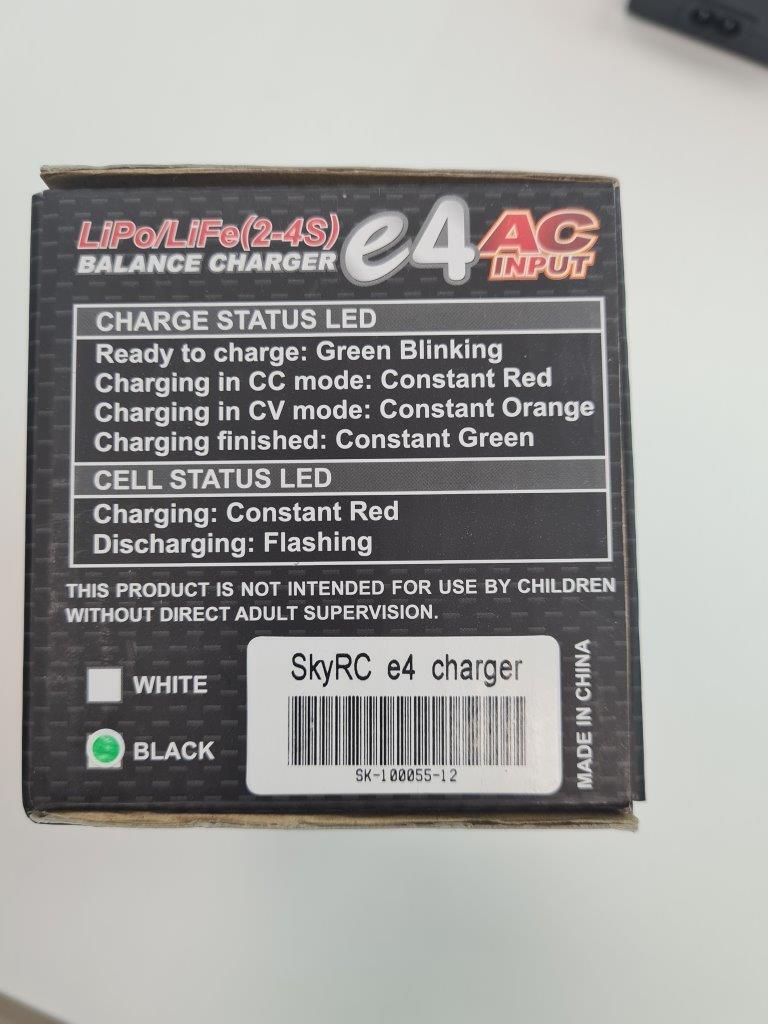 LiPo/LiFe(2-4S)
BALANCE CHARGER
e4 AC
INPUT
CHARGE STATUS LED
Ready to charge: Green Blinking
Charging in CC mode: Constant Red
Charging in CV mode: Constant Orange
Charging finished: Constant Green
CELL STATUS LED
Charging: Constant Red
Discharging: Flashing
THIS PRODUCT IS NOT INTENDED FOR USE BY CHILDREN
WITHOUT DIRECT ADULT SUPERVISION.
WHITE
BLACK
SkyRC e4 charger
SK-100055-12
MADE IN CHINA